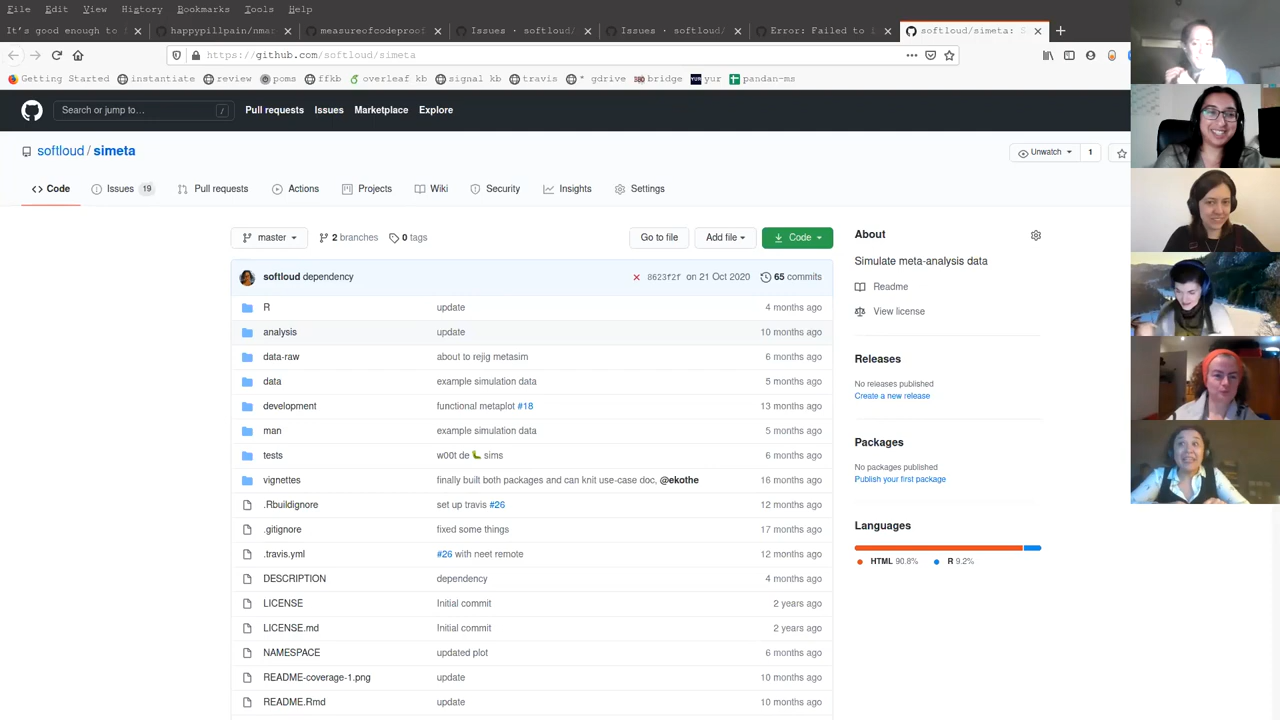 File Edit View History Bookmarks Tools Help
It's good enough to happypillpain/nma measureofcodeproof Issues · softloud/ Issues · softloud/ Error: Failed to i softloud/simeta: S
https://github.com/softloud/simeta
Getting Started instantiate review poms ffkb overleaf kb signal kb travis * gdrive bridge yur pandan-ms
Search or jump to… / Pull requests Issues Marketplace Explore
softloud / simeta Unwatch 1
Code Issues 19 Pull requests Actions Projects Wiki Security Insights Settings
master 2 branches 0 tags Go to file Add file Code
About
Simulate meta-analysis data
Readme
View license
Releases
No releases published
Create a new release
Packages
No packages published
Publish your first package
Languages
HTML 90.8% R 9.2%
softloud dependency 8623f2f on 21 Oct 2020 65 commits
R update 4 months ago
analysis update 10 months ago
data-raw about to rejig metasim 6 months ago
data example simulation data 5 months ago
development functional metaplot #18 13 months ago
man example simulation data 5 months ago
tests w00t de 🐛 sims 6 months ago
vignettes finally built both packages and can knit use-case doc, @ekothe 16 months ago
.Rbuildignore set up travis #26 12 months ago
.gitignore fixed some things 17 months ago
.travis.yml #26 with neet remote 12 months ago
DESCRIPTION dependency 4 months ago
LICENSE Initial commit 2 years ago
LICENSE.md Initial commit 2 years ago
NAMESPACE updated plot 6 months ago
README-coverage-1.png update 10 months ago
README.Rmd update 10 months ago